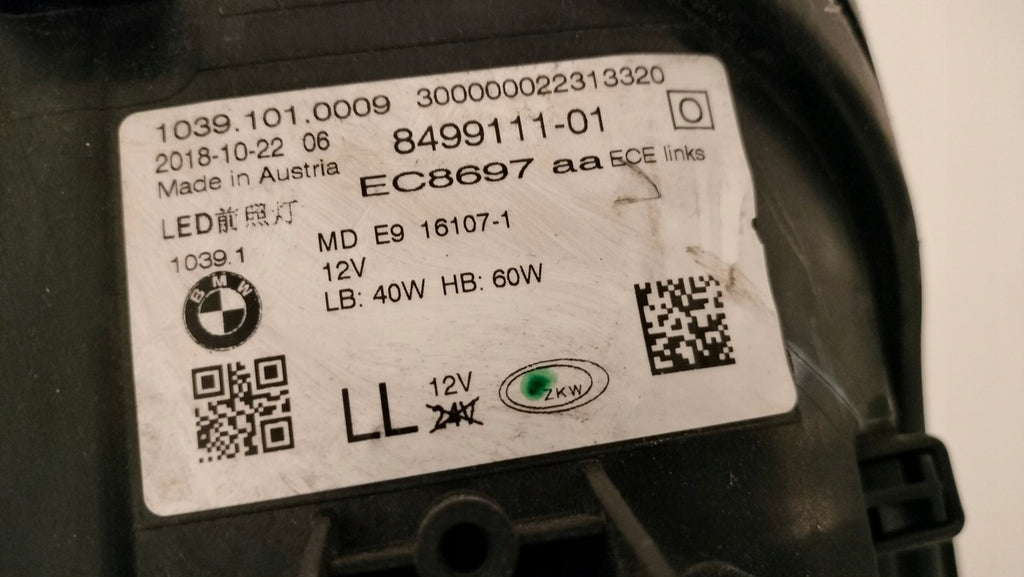 1039.101.0009 300000022313320
2018-10-22 06 8499111-01 O
Made in Austria EC8697 aa ECE links
LED前照灯
MD E9 16107-1
1039.1
12V
BMW
LB: 40W HB: 60W
LL 12V
24V
ZKW